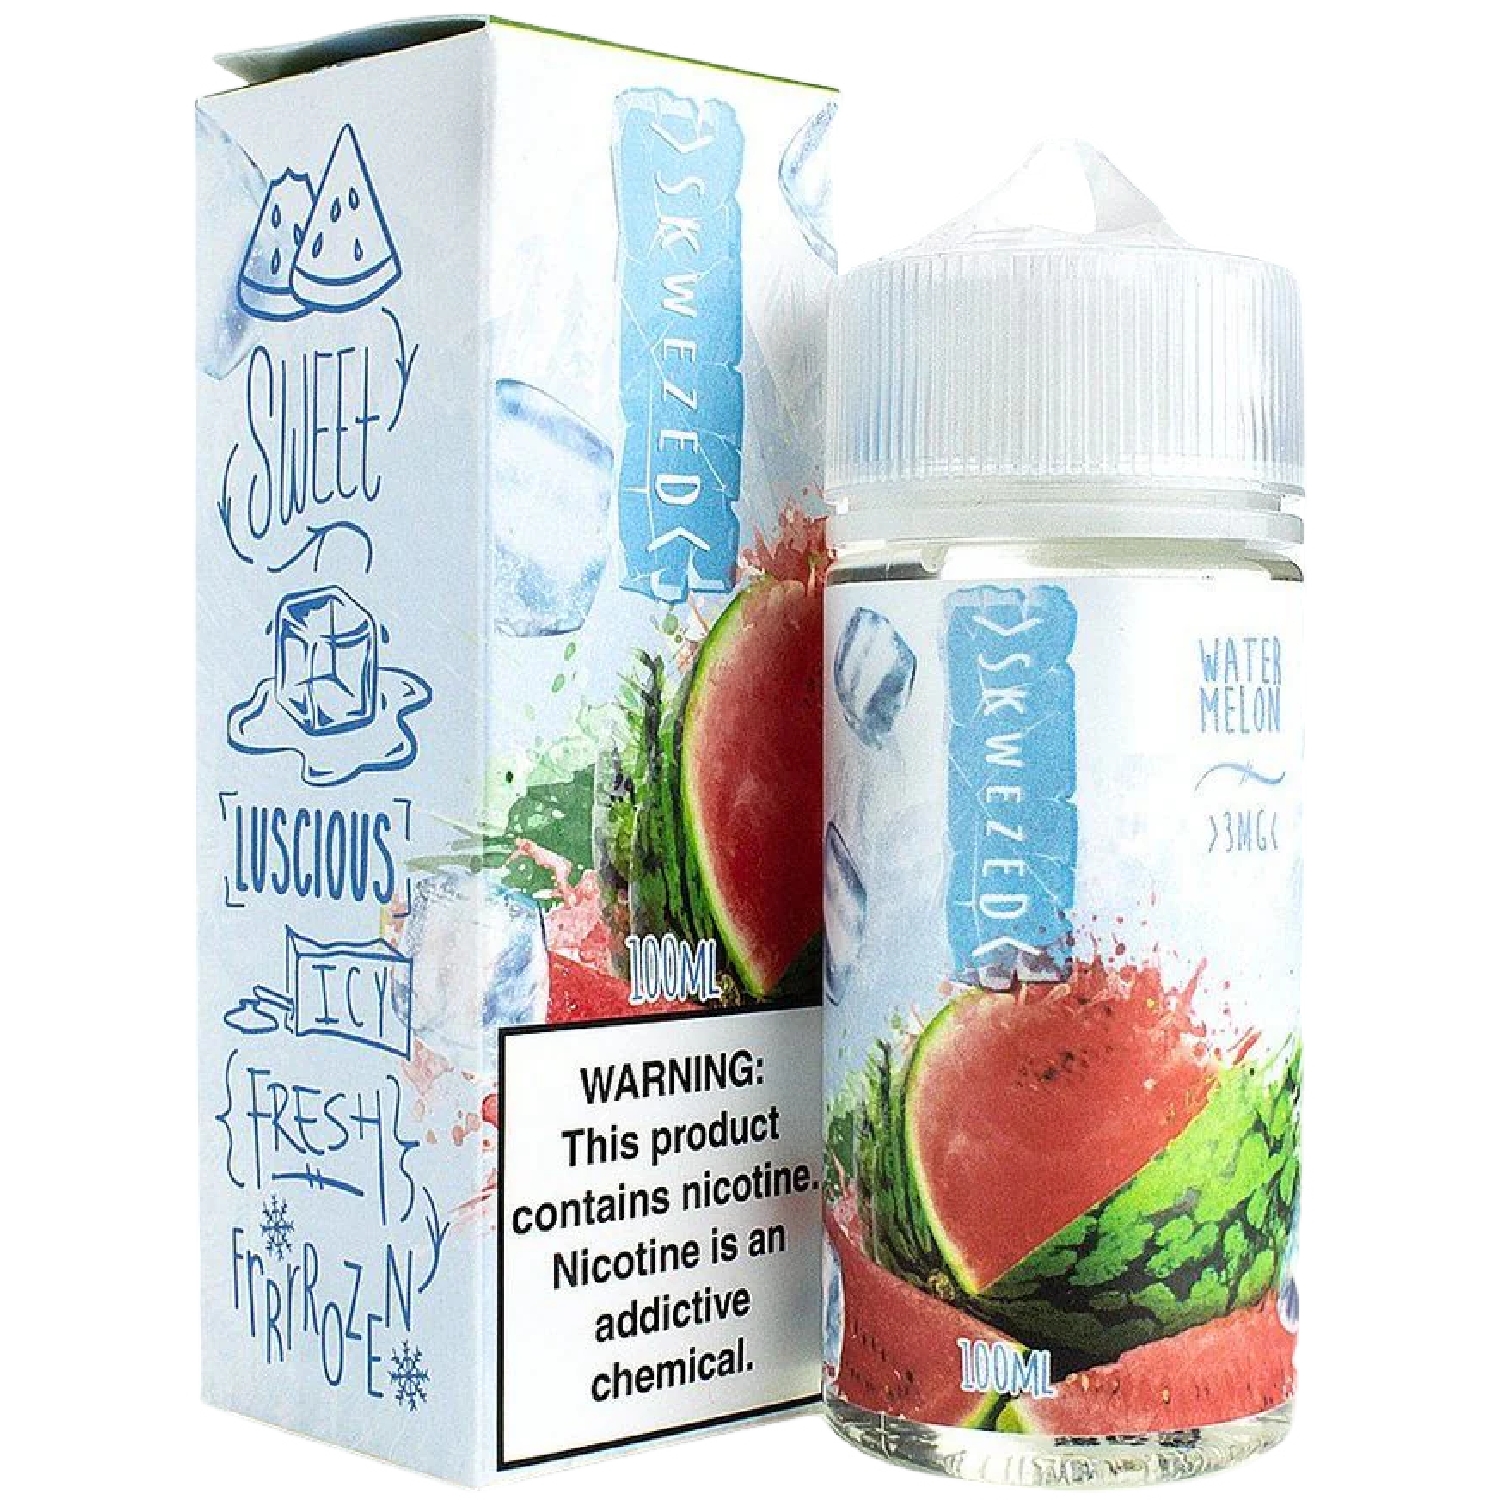 SWEET
LUSCIOUS
ICY
FRESH
FRRRROZEN
>SKWEZED<
100ML
WARNING:
This product
contains nicotine.
Nicotine is an
addictive
chemical.
>SKWEZED<
WATER
MELON
>3MG<
100ML